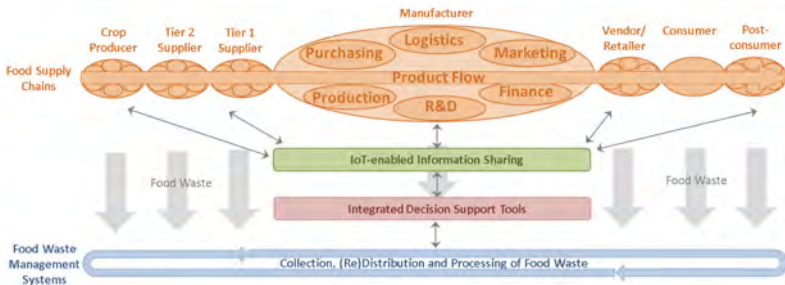 Manufacturer
Crop
Producer
Tier 2
Supplier
Tier 1
Supplier
Vendor/
Retailer
Consumer
Post-
consumer
Purchasing
Logistics
Marketing
Food Supply
Chains
Product Flow
Production
R&D
Finance
IoT-enabled Information Sharing
Food Waste
Food Waste
Integrated Decision Support Tools
Food Waste
Management
Systems
Collection, (Re)Distribution and Processing of Food Waste